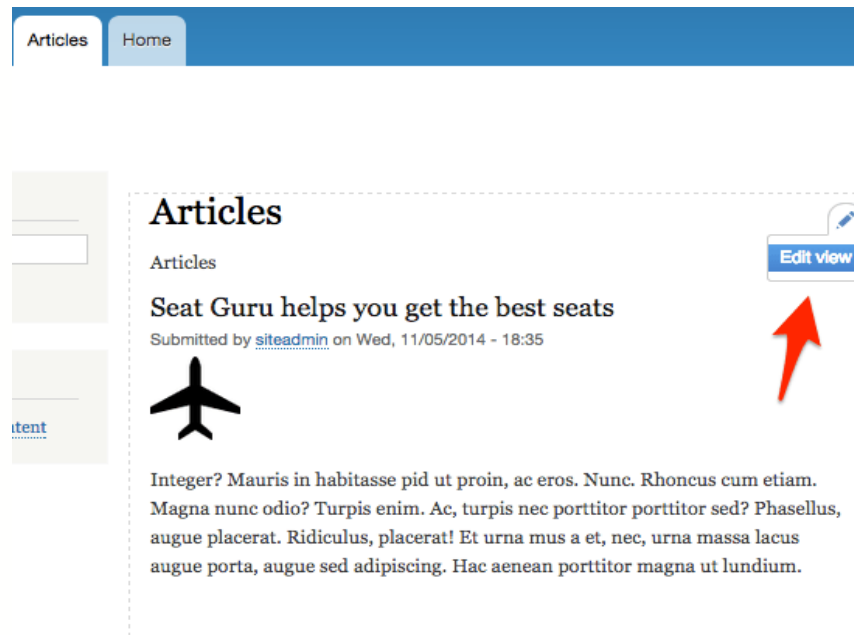 Articles Home
Articles
Edit view
Articles
Seat Guru helps you get the best seats
Submitted by siteadmin on Wed, 11/05/2014 - 18:35
Integer? Mauris in habitasse pid ut proin, ac eros. Nunc. Rhoncus cum etiam.
Magna nunc odio? Turpis enim. Ac, turpis nec porttitor porttitor sed? Phasellus,
augue placerat. Ridiculus, placerat! Et urna mus a et, nec, urna massa lacus
augue porta, augue sed adipiscing. Hac aenean porttitor magna ut lundium.